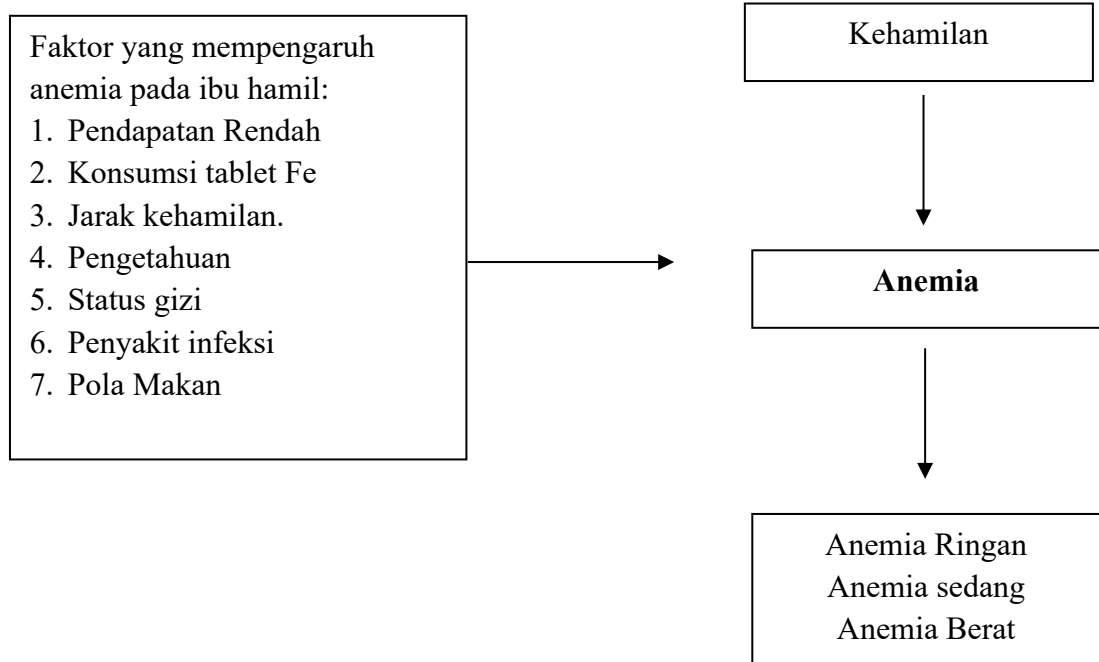 Faktor yang mempengaruh
anemia pada ibu hamil:
1. Pendapatan Rendah
2. Konsumsi tablet Fe
3. Jarak kehamilan.
4. Pengetahuan
5. Status gizi
6. Penyakit infeksi
7. Pola Makan
Kehamilan
Anemia
Anemia Ringan
Anemia sedang
Anemia Berat